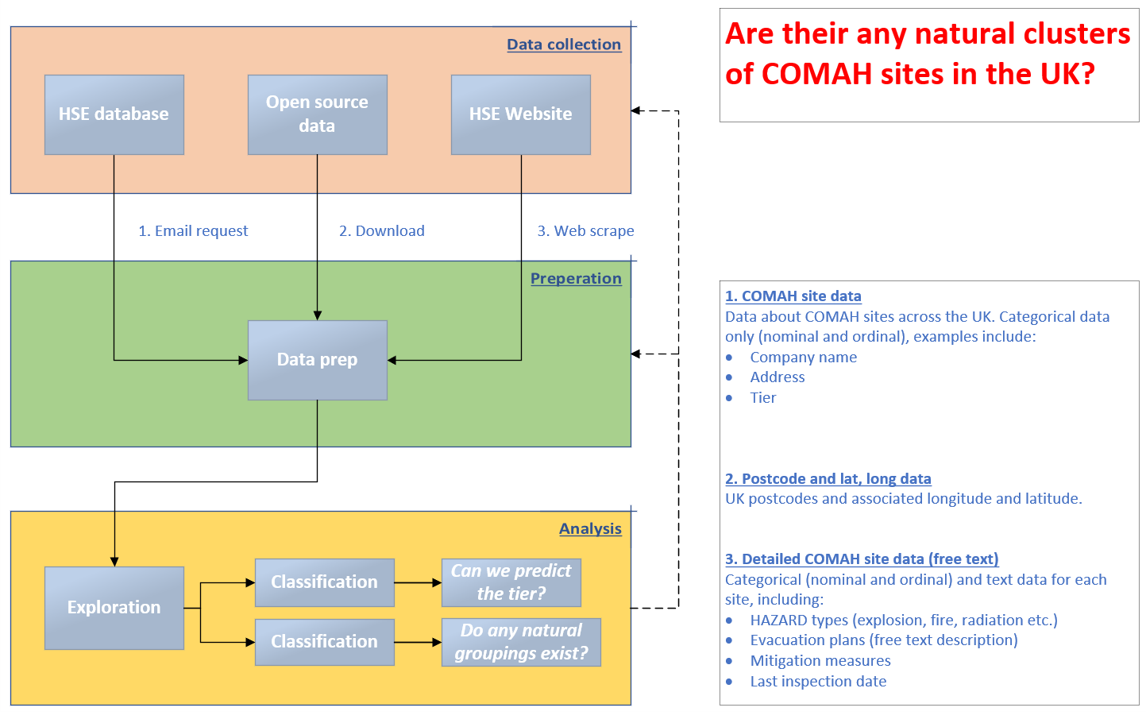 Data collection
HSE database
Open source
data
HSE Website
1. Email request
2. Download
3. Web scrape
Preperation
Data prep
Analysis
Exploration
Classification
Can we predict
the tier?
Classification
Do any natural
groupings exist?
Are their any natural clusters
of COMAH sites in the UK?
1. COMAH site data
Data about COMAH sites across the UK. Categorical data
only (nominal and ordinal), examples include:
● Company name
● Address
● Tier
2. Postcode and lat, long data
UK postcodes and associated longitude and latitude.
3. Detailed COMAH site data (free text)
Categorical (nominal and ordinal) and text data for each
site, including:
● HAZARD types (explosion, fire, radiation etc.)
● Evacuation plans (free text description)
● Mitigation measures
● Last inspection date